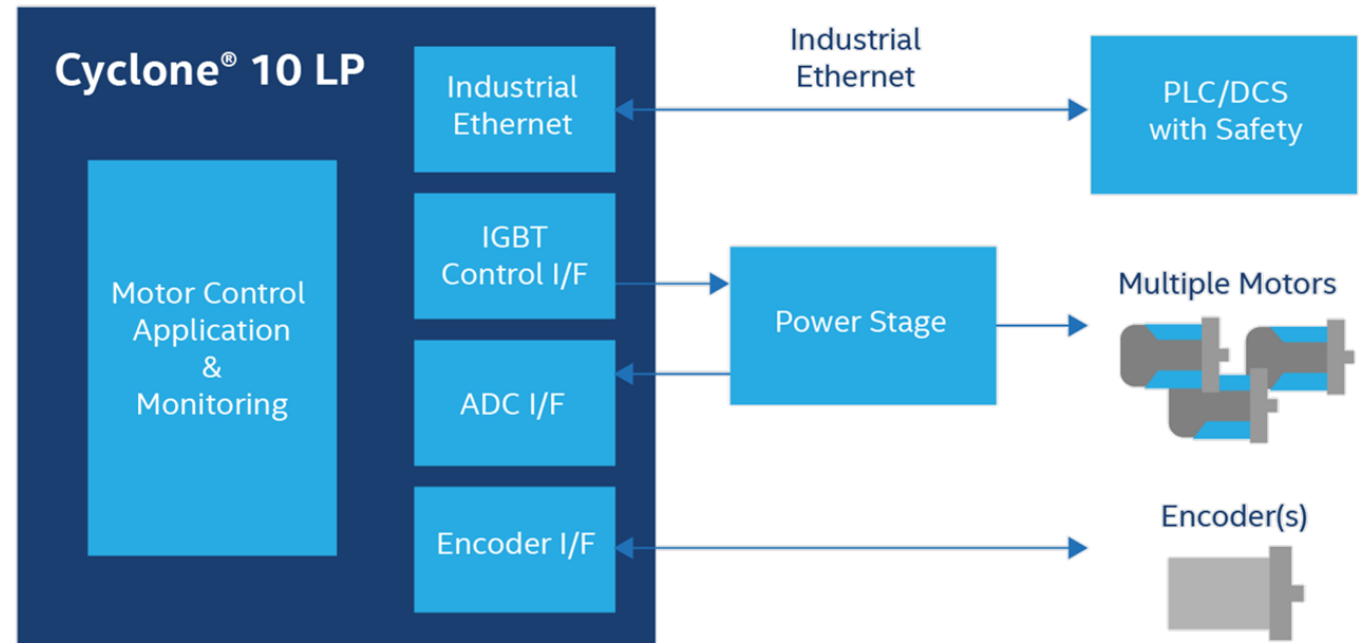 Cyclone® 10 LP
Motor Control
Application
&
Monitoring
Industrial
Ethernet
IGBT
Control I/F
ADC I/F
Encoder I/F
Industrial
Ethernet
Power Stage
PLC/DCS
with Safety
Multiple Motors
Encoder(s)